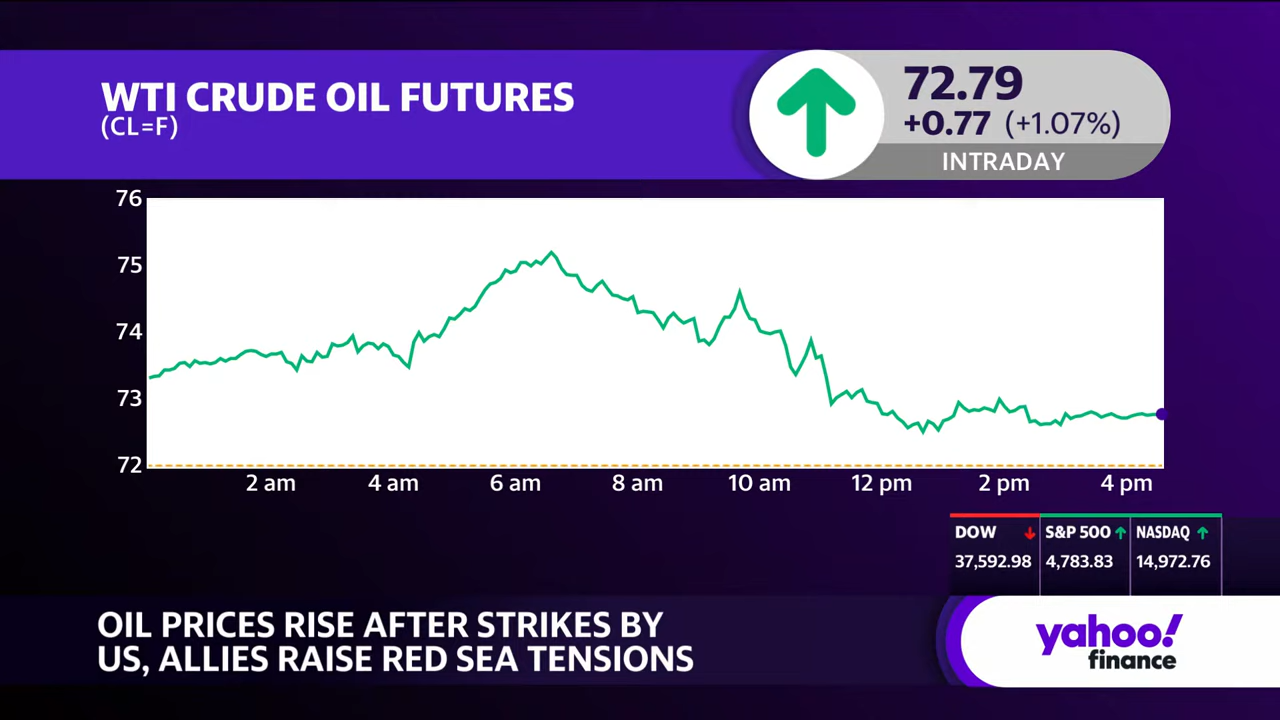 WTI CRUDE OIL FUTURES
(CL=F)
72.79
+0.77 (+1.07%)
INTRADAY
76
75
74
73
72
2 am 4 am 6 am 8 am 10 am 12 pm 2 pm 4 pm
DOW S&P 500 NASDAQ
37,592.98 4,783.83 14,972.76
OIL PRICES RISE AFTER STRIKES BY
US, ALLIES RAISE RED SEA TENSIONS
yahoo!
finance